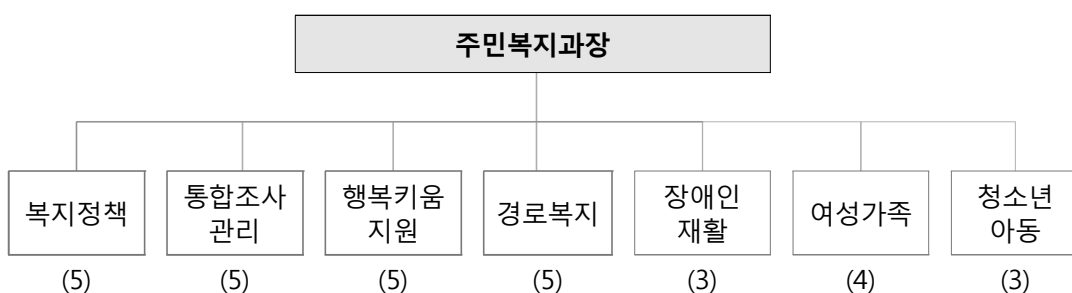 주민복지과장
복지정책
통합조사
관리
행복키움
지원
경로복지
장애인
재활
여성가족
청소년
아동
(5)
(5)
(5)
(5)
(3)
(4)
(3)